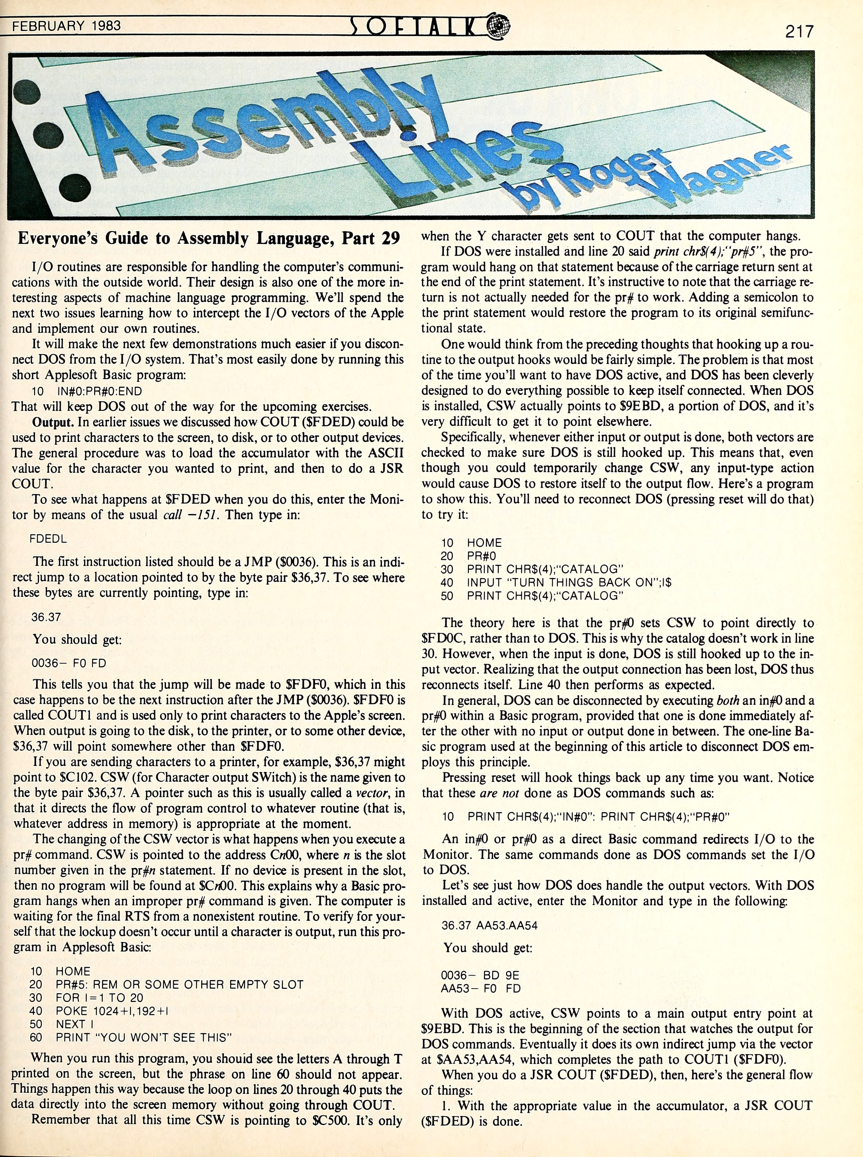 FEBRUARY 1983
SOFTALK
217
Assembly
Lines
by Roger
Wagner
Everyone's Guide to Assembly Language, Part 29
I/O routines are responsible for handling the computer's communi-
cations with the outside world. Their design is also one of the more in-
teresting aspects of machine language programming. We'll spend the
next two issues learning how to intercept the I/O vectors of the Apple
and implement our own routines.
It will make the next few demonstrations much easier if you discon-
nect DOS from the I/O system. That's most easily done by running this
short Applesoft Basic program:
10 IN#0:PR#0:END
That will keep DOS out of the way for the upcoming exercises.
Output. In earlier issues we discussed how COUT ($FDED) could be
used to print characters to the screen, to disk, or to other output devices.
The general procedure was to load the accumulator with the ASCII
value for the character you wanted to print, and then to do a JSR
COUT.
To see what happens at $FDED when you do this, enter the Moni-
tor by means of the usual call −151. Then type in:
FDEDL
The first instruction listed should be a JMP ($0036). This is an indi-
rect jump to a location pointed to by the byte pair $36,37. To see where
these bytes are currently pointing, type in:
36.37
You should get:
0036– F0 FD
This tells you that the jump will be made to $FDF0, which in this
case happens to be the next instruction after the JMP ($0036). $FDF0 is
called COUT1 and is used only to print characters to the Apple's screen.
When output is going to the disk, to the printer, or to some other device,
$36,37 will point somewhere other than $FDF0.
If you are sending characters to a printer, for example, $36,37 might
point to $C102. CSW (for Character output SWitch) is the name given to
the byte pair $36,37. A pointer such as this is usually called a vector, in
that it directs the flow of program control to whatever routine (that is,
whatever address in memory) is appropriate at the moment.
The changing of the CSW vector is what happens when you execute a
pr# command. CSW is pointed to the address Cn00, where n is the slot
number given in the pr#n statement. If no device is present in the slot,
then no program will be found at $Cn00. This explains why a Basic pro-
gram hangs when an improper pr# command is given. The computer is
waiting for the final RTS from a nonexistent routine. To verify for your-
self that the lockup doesn't occur until a character is output, run this pro-
gram in Applesoft Basic:
10 HOME
20 PR#5: REM OR SOME OTHER EMPTY SLOT
30 FOR I=1 TO 20
40 POKE 1024+I,192+I
50 NEXT I
60 PRINT "YOU WON'T SEE THIS"
When you run this program, you should see the letters A through T
printed on the screen, but the phrase on line 60 should not appear.
Things happen this way because the loop on lines 20 through 40 puts the
data directly into the screen memory without going through COUT.
Remember that all this time CSW is pointing to $C500. It's only
when the Y character gets sent to COUT that the computer hangs.
If DOS were installed and line 20 said print chr$(4);"pr#5", the pro-
gram would hang on that statement because of the carriage return sent at
the end of the print statement. It's instructive to note that the carriage re-
turn is not actually needed for the pr# to work. Adding a semicolon to
the print statement would restore the program to its original semifunc-
tional state.
One would think from the preceding thoughts that hooking up a rou-
tine to the output hooks would be fairly simple. The problem is that most
of the time you'll want to have DOS active, and DOS has been cleverly
designed to do everything possible to keep itself connected. When DOS
is installed, CSW actually points to $9EBD, a portion of DOS, and it's
very difficult to get it to point elsewhere.
Specifically, whenever either input or output is done, both vectors are
checked to make sure DOS is still hooked up. This means that, even
though you could temporarily change CSW, any input-type action
would cause DOS to restore itself to the output flow. Here's a program
to show this. You'll need to reconnect DOS (pressing reset will do that)
to try it:
10 HOME
20 PR#0
30 PRINT CHR$(4);"CATALOG"
40 INPUT "TURN THINGS BACK ON";I$
50 PRINT CHR$(4);"CATALOG"
The theory here is that the pr#0 sets CSW to point directly to
$FD0C, rather than to DOS. This is why the catalog doesn't work in line
30. However, when the input is done, DOS is still hooked up to the in-
put vector. Realizing that the output connection has been lost, DOS thus
reconnects itself. Line 40 then performs as expected.
In general, DOS can be disconnected by executing both an in#0 and a
pr#0 within a Basic program, provided that one is done immediately af-
ter the other with no input or output done in between. The one-line Ba-
sic program used at the beginning of this article to disconnect DOS em-
ploys this principle.
Pressing reset will hook things back up any time you want. Notice
that these are not done as DOS commands such as:
10 PRINT CHR$(4);"IN#0": PRINT CHR$(4);"PR#0"
An in#0 or pr#0 as a direct Basic command redirects I/O to the
Monitor. The same commands done as DOS commands set the I/O
to DOS.
Let's see just how DOS does handle the output vectors. With DOS
installed and active, enter the Monitor and type in the following:
36.37 AA53.AA54
You should get:
0036– BD 9E
AA53– F0 FD
With DOS active, CSW points to a main output entry point at
$9EBD. This is the beginning of the section that watches the output for
DOS commands. Eventually it does its own indirect jump via the vector
at $AA53,AA54, which completes the path to COUT1 ($FDF0).
When you do a JSR COUT ($FDED), then, here's the general flow
of things:
1. With the appropriate value in the accumulator, a JSR COUT
($FDED) is done.